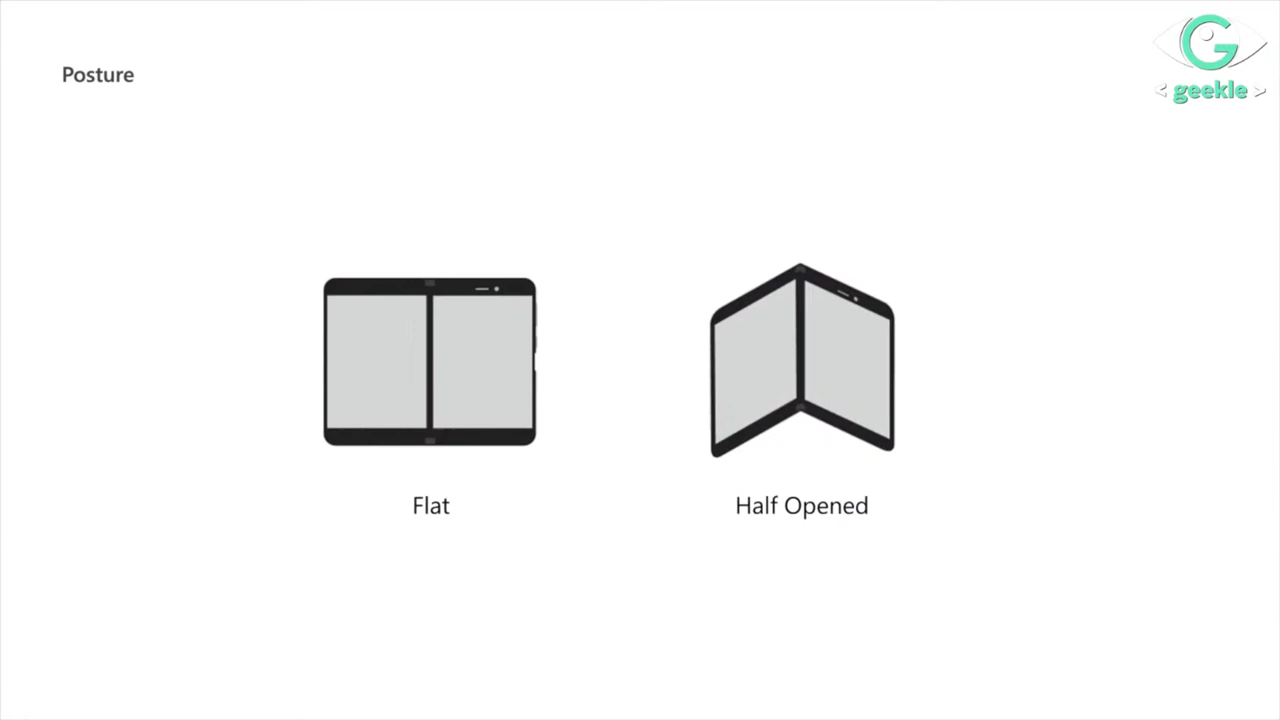 Posture
G
< geekle >
Flat
Half Opened